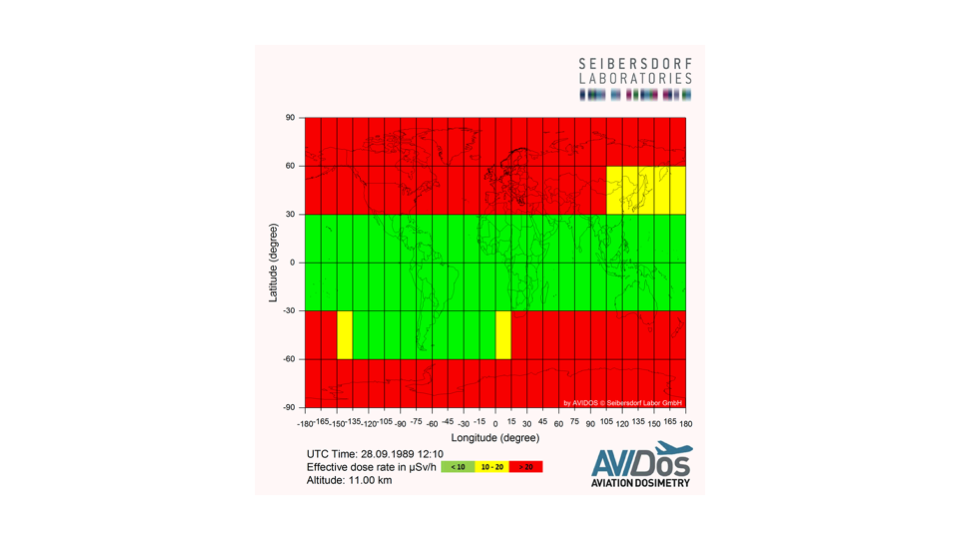 SEIBERSDORF
LABORATORIES
90
60
30
0
-30
-60
-90
Latitude (degree)
by AVIDOS © Seibersdorf Labor GmbH
-180 -165 -150 -135 -120 -105 -90 -75 -60 -45 -30 -15 0 15 30 45 60 75 90 105 120 135 150 165 180
Longitude (degree)
UTC Time: 28.09.1989 12:10
Effective dose rate in µSv/h < 10 10 - 20 > 20
Altitude: 11.00 km
AVIDOS
AVIATION DOSIMETRY